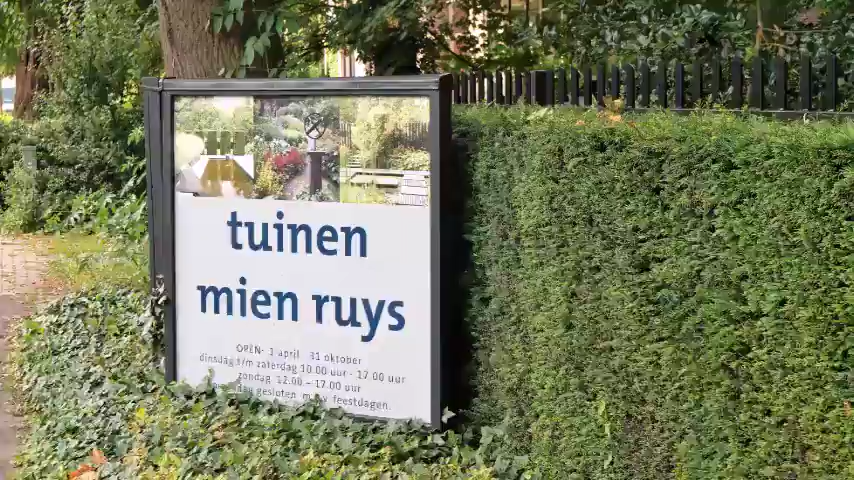 tuinen
mien ruys
OPEN: 1 april 31 oktober
dinsdag t/m zaterdag 10.00 uur - 17.00 uur
zondag 12.00 - 17.00 uur
gesloten feestdagen.